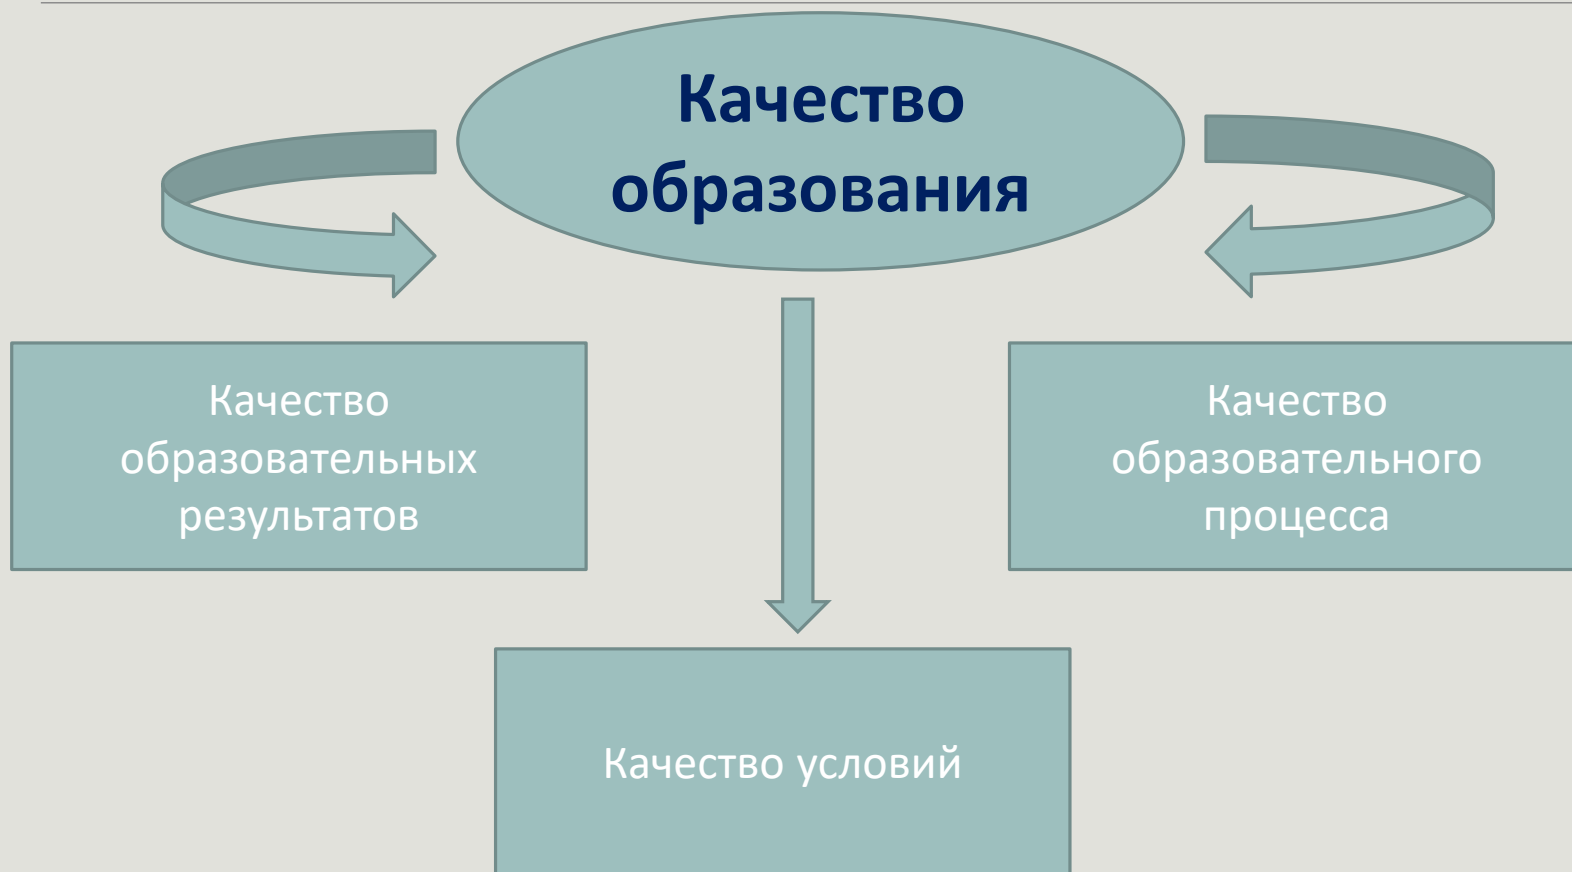 Качество
образования
Качество
образовательных
результатов
Качество
образовательного
процесса
Качество условий